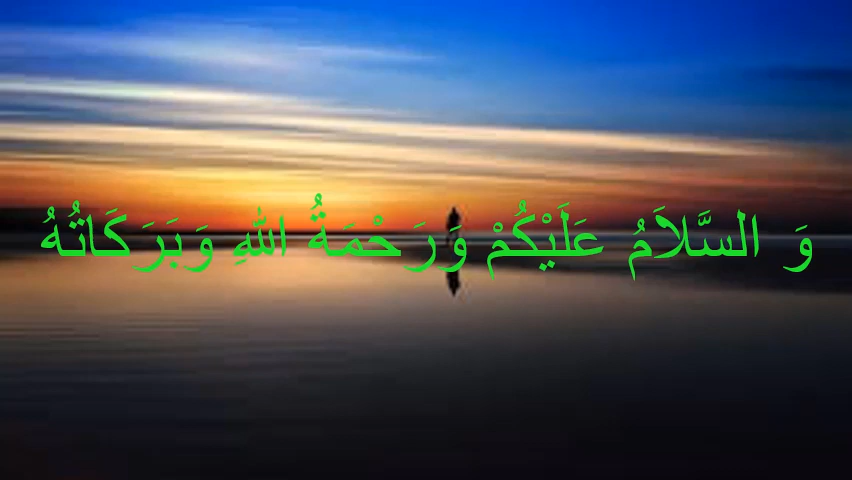 وَ السَّلاَمُ عَلَيْكُمْ وَرَحْمَةُ اللهِ وَبَرَكَاتُهُ